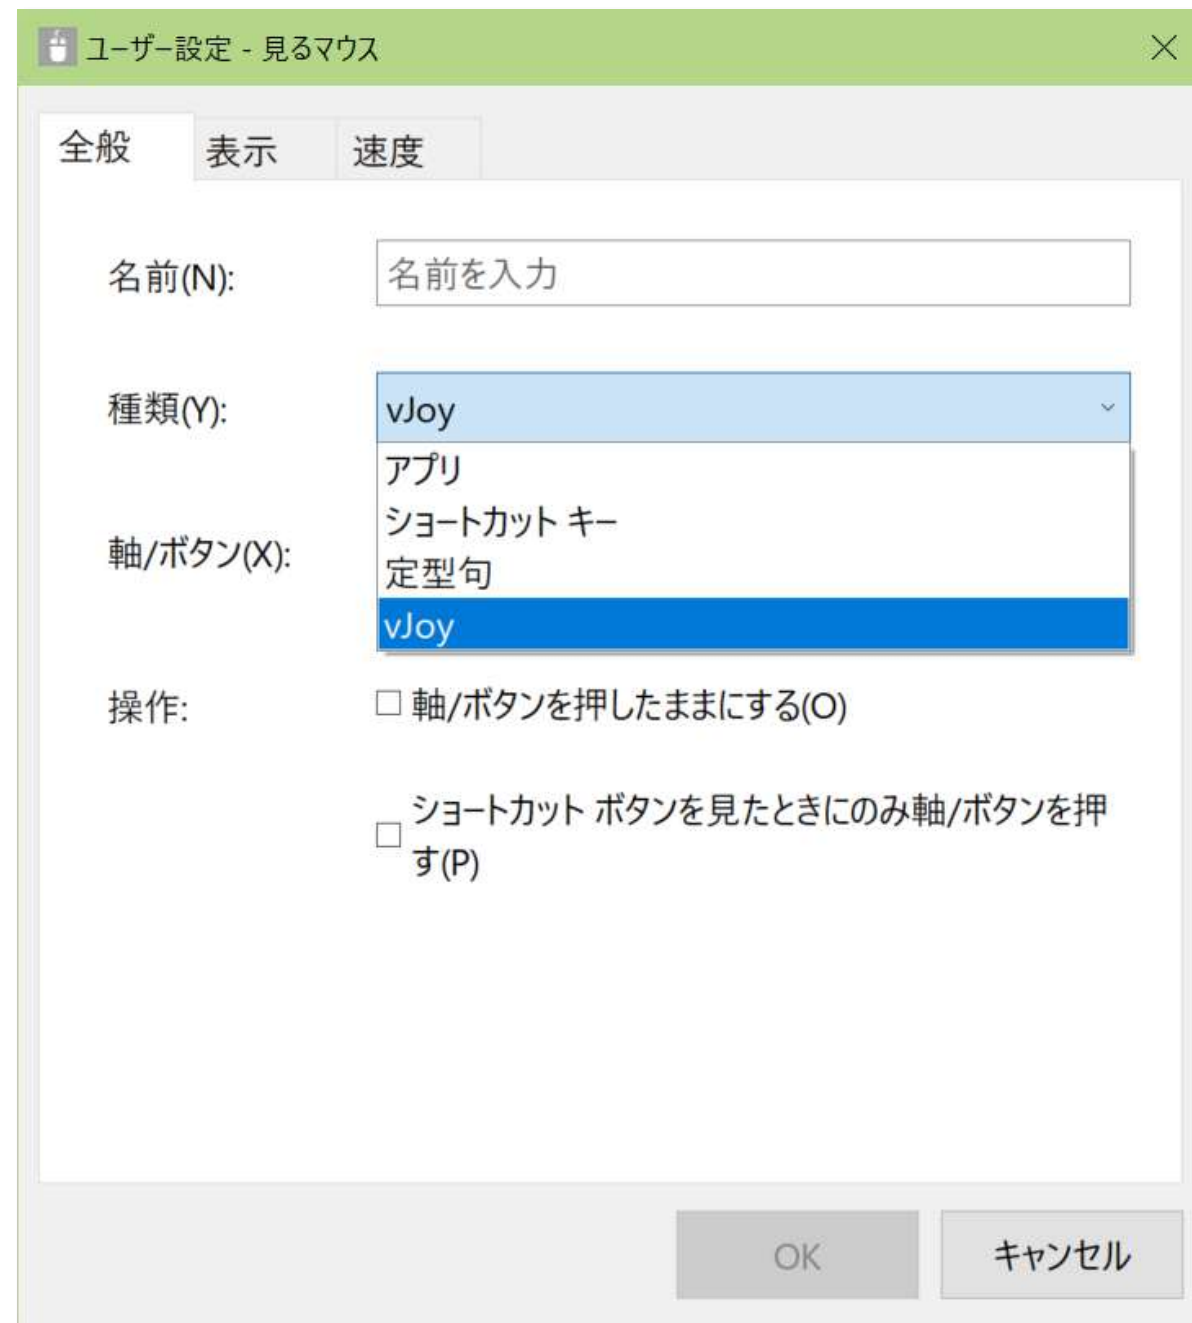 ユーザー設定 - 見るマウス
全般 表示 速度
名前(N): 名前を入力
種類(Y): vJoy
アプリ
ショートカット キー
定型句
vJoy
軸/ボタン(X):
操作: 軸/ボタンを押したままにする(O)
ショートカット ボタンを見たときにのみ軸/ボタンを押
す(P)
OK キャンセル